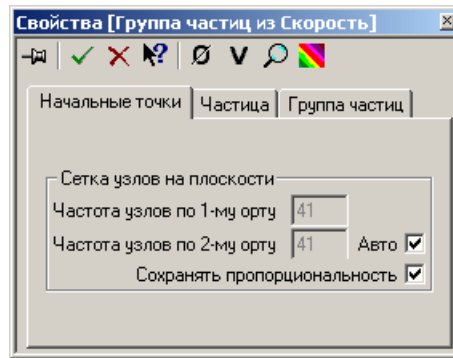 Свойства [Группа частиц из Скорость]
Начальные точки Частица Группа частиц
Сетка узлов на плоскости
Частота узлов по 1-му орту 41
Частота узлов по 2-му орту 41 Авто
Сохранять пропорциональность